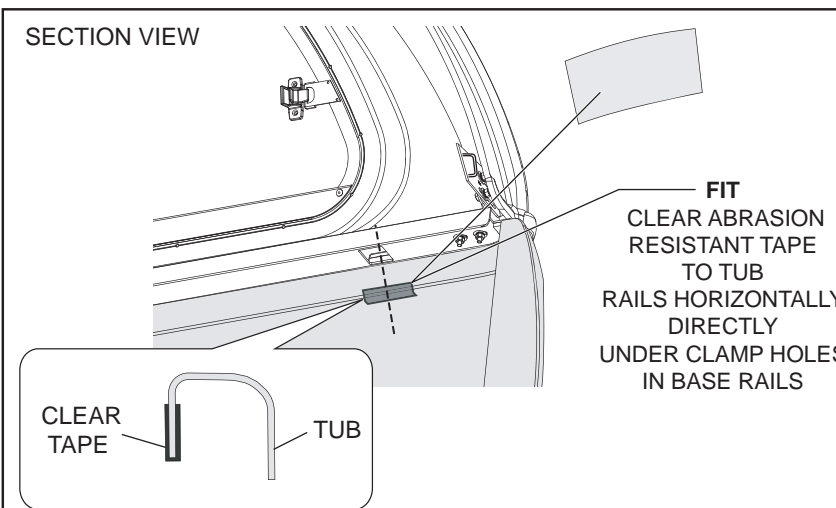 SECTION VIEW
FIT
CLEAR ABRASION
RESISTANT TAPE
TO TUB
RAILS HORIZONTALLY
DIRECTLY
UNDER CLAMP HOLES
IN BASE RAILS
CLEAR
TAPE
TUB